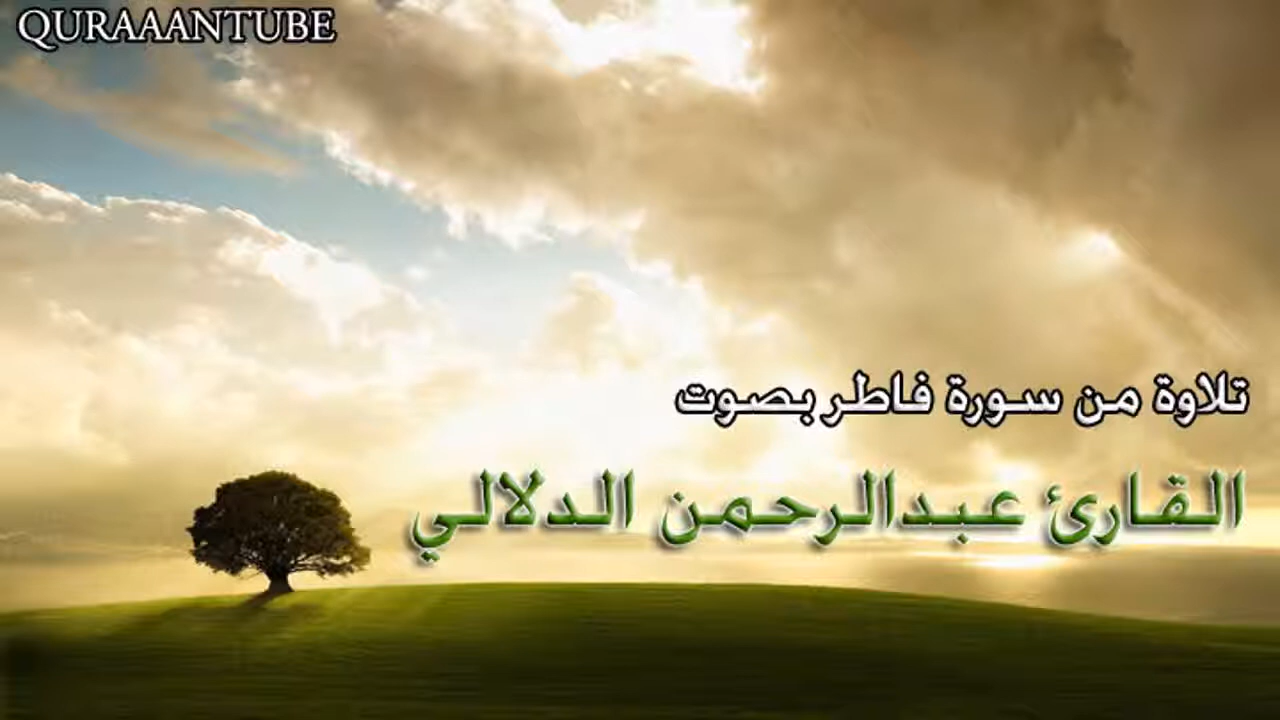 QURAAANTUBE
تلاوة من سورة فاطر بصوت
القارئ عبدالرحمن الدلالي